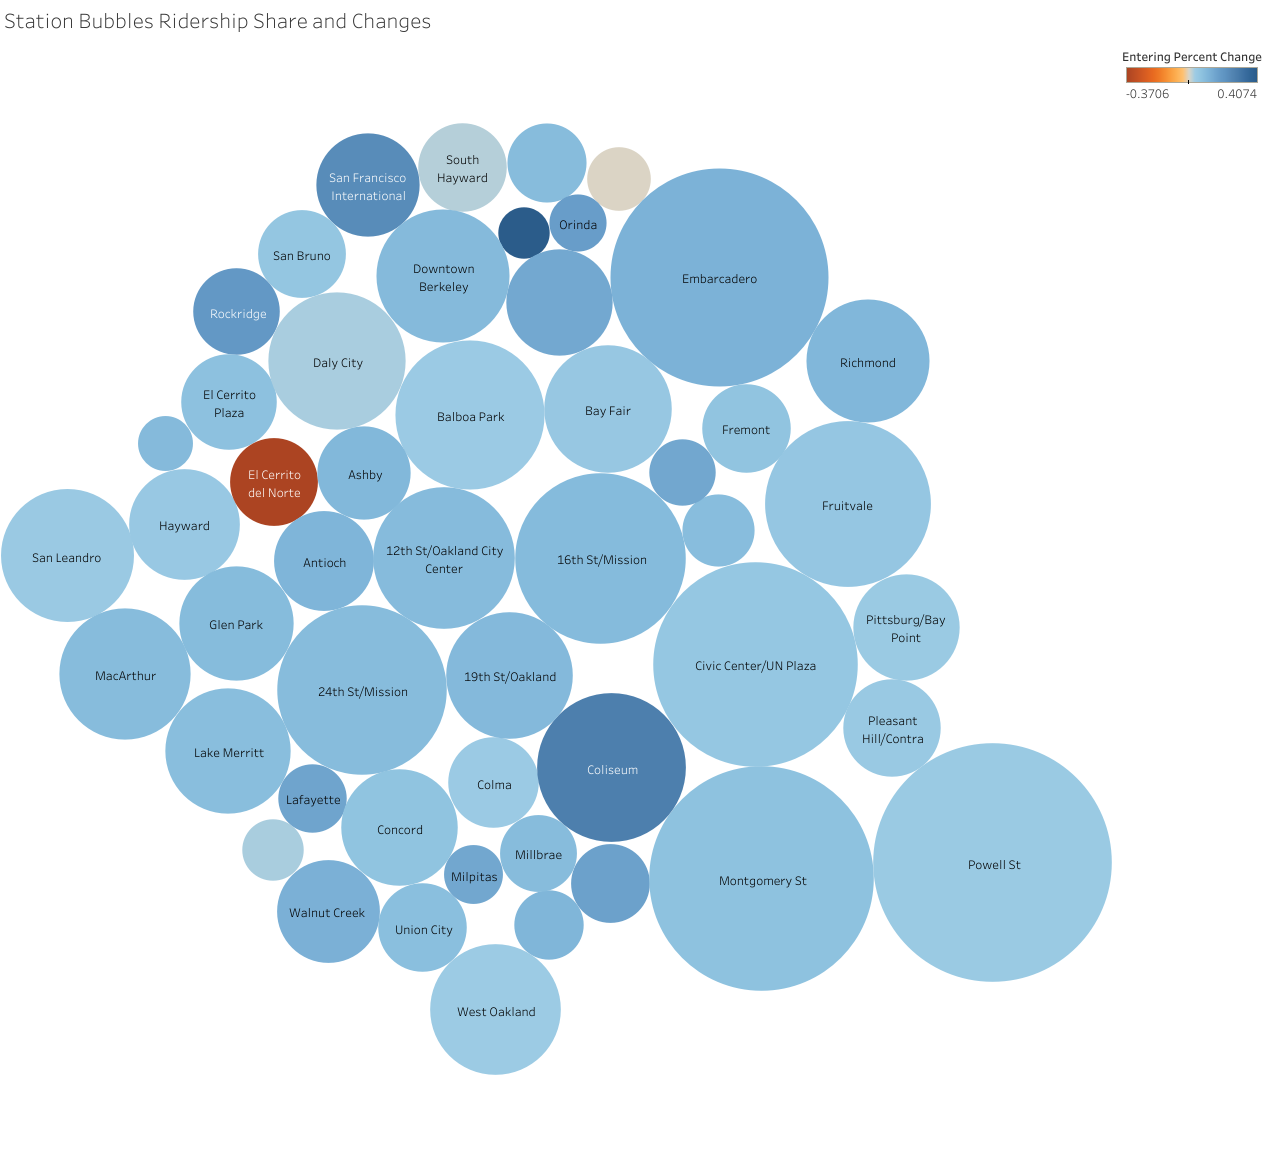 Station Bubbles Ridership Share and Changes
Entering Percent Change
-0.3706
0.4074
South
Hayward
San Francisco
International
Orinda
San Bruno
Downtown
Berkeley
Embarcadero
Rockridge
Daly City
Richmond
El Cerrito
Plaza
Balboa Park
Bay Fair
Fremont
El Cerrito
del Norte
Ashby
Fruitvale
Hayward
San Leandro
Antioch
12th St/Oakland City
Center
16th St/Mission
Glen Park
Pittsburg/Bay
Point
MacArthur
24th St/Mission
19th St/Oakland
Civic Center/UN Plaza
Lake Merritt
Pleasant
Hill/Contra
Coliseum
Colma
Lafayette
Concord
Millbrae
Milpitas
Montgomery St
Powell St
Walnut Creek
Union City
West Oakland